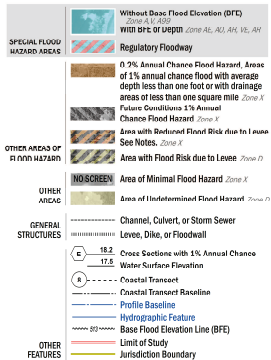 Without Base Flood Elevation (BFE)
Zone A,V, A99
With BFE or Depth Zone AE, AO, AH, VE, AR
SPECIAL FLOOD
HAZARD AREAS
Regulatory Floodway
0.2% Annual Chance Flood Hazard, Areas
of 1% annual chance flood with average
depth less than one foot or with drainage
areas of less than one square mile Zone X
Future Conditions 1% Annual
Chance Flood Hazard Zone X
Area with Reduced Flood Risk due to Levee
See Notes. Zone X
OTHER AREAS OF
FLOOD HAZARD
Area with Flood Risk due to Levee Zone D
NO SCREEN
Area of Minimal Flood Hazard Zone X
OTHER
AREAS
Area of Undetermined Flood Hazard Zone D
GENERAL
STRUCTURES
Channel, Culvert, or Storm Sewer
Levee, Dike, or Floodwall
E 18.2
17.5
Cross Sections with 1% Annual Chance
Water Surface Elevation
8
Coastal Transect
Coastal Transect Baseline
Profile Baseline
Hydrographic Feature
513
Base Flood Elevation Line (BFE)
OTHER
FEATURES
Limit of Study
Jurisdiction Boundary